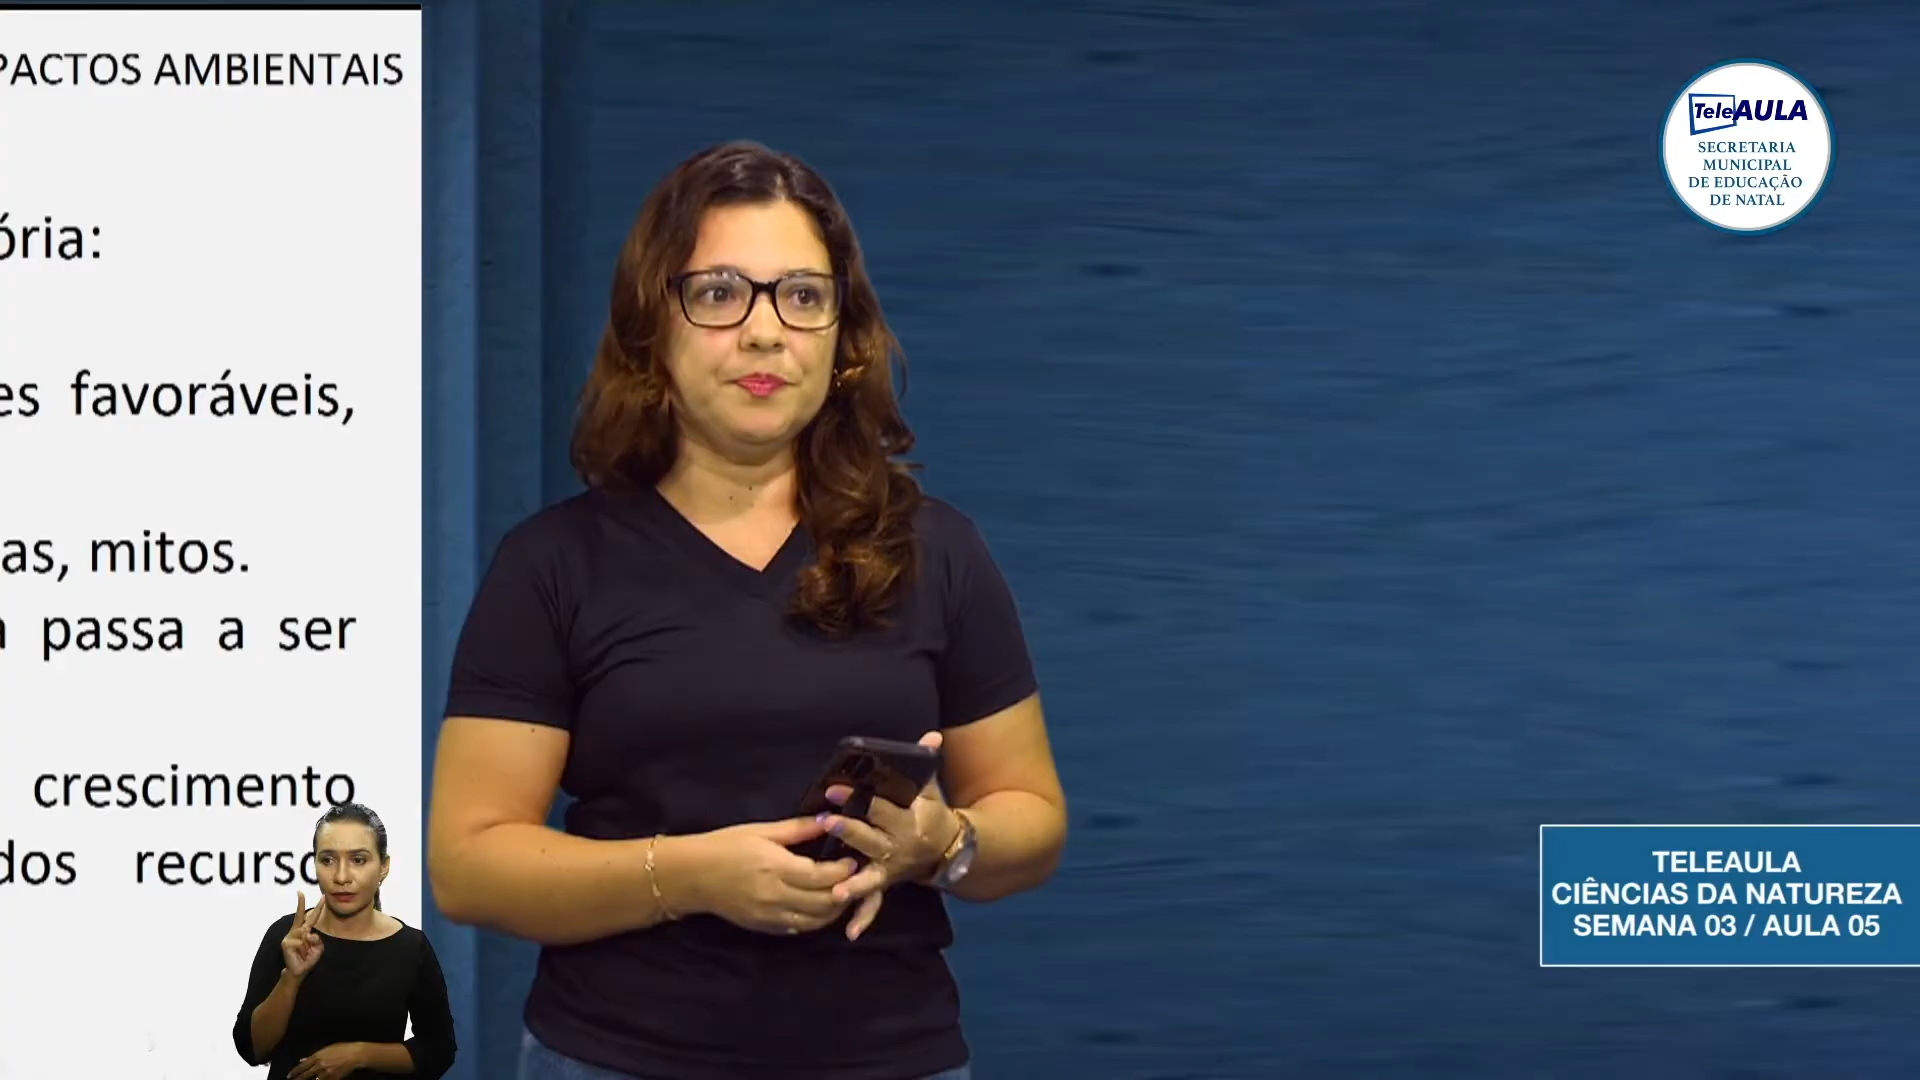 PACTOS AMBIENTAIS
ória:
es favoráveis,
as, mitos.
a passa a ser
crescimento
dos recurso
TeleAULA
SECRETARIA
MUNICIPAL
DE EDUCAÇÃO
DE NATAL
TELEAULA
CIÊNCIAS DA NATUREZA
SEMANA 03 / AULA 05